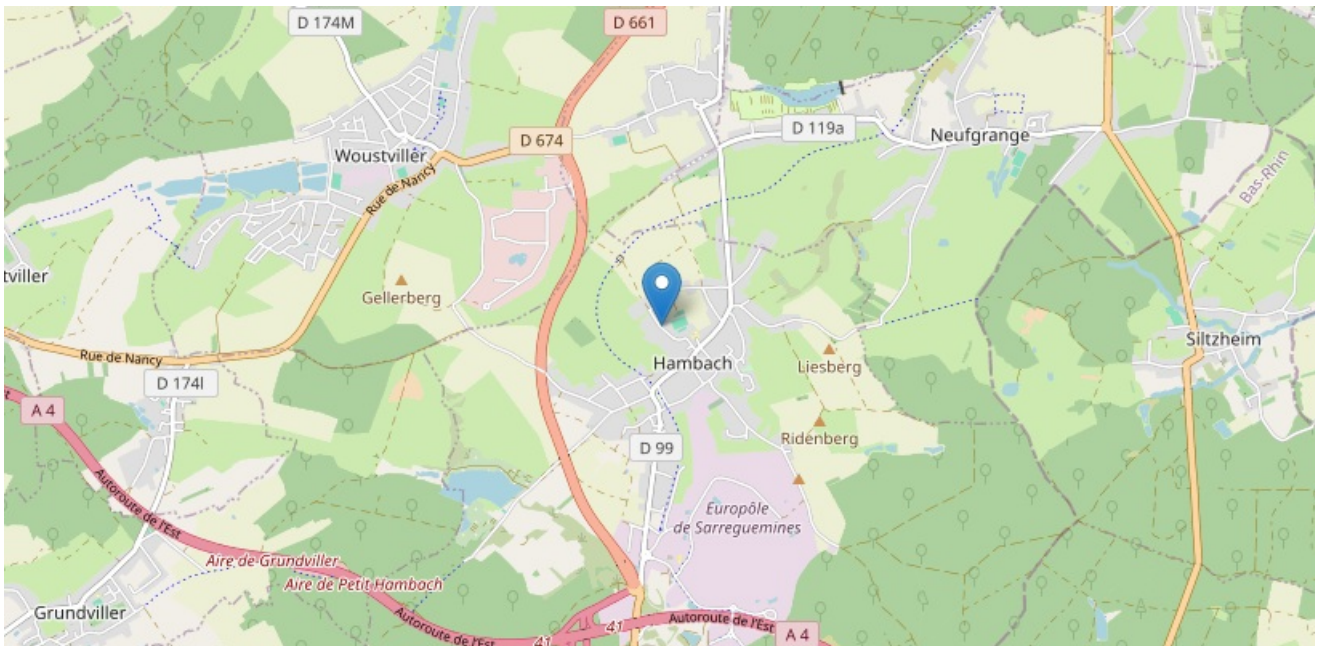 D 174M
D 661
D 119a
D 674
Neufgrange
Woustviller
Rue de Nancy
Bas-Rhin
tviller
Gellerberg
Siltzheim
Rue de Nancy
Hambach
Liesberg
D 174l
A 4
Ridenberg
D 99
Autoroute de l'Est
Europôle
de Sarreguemines
Aire de Grundviller
Aire de Petit Hambach
Grundviller
Autoroute de l'Est
41
41
Autoroute de l'Est
A 4